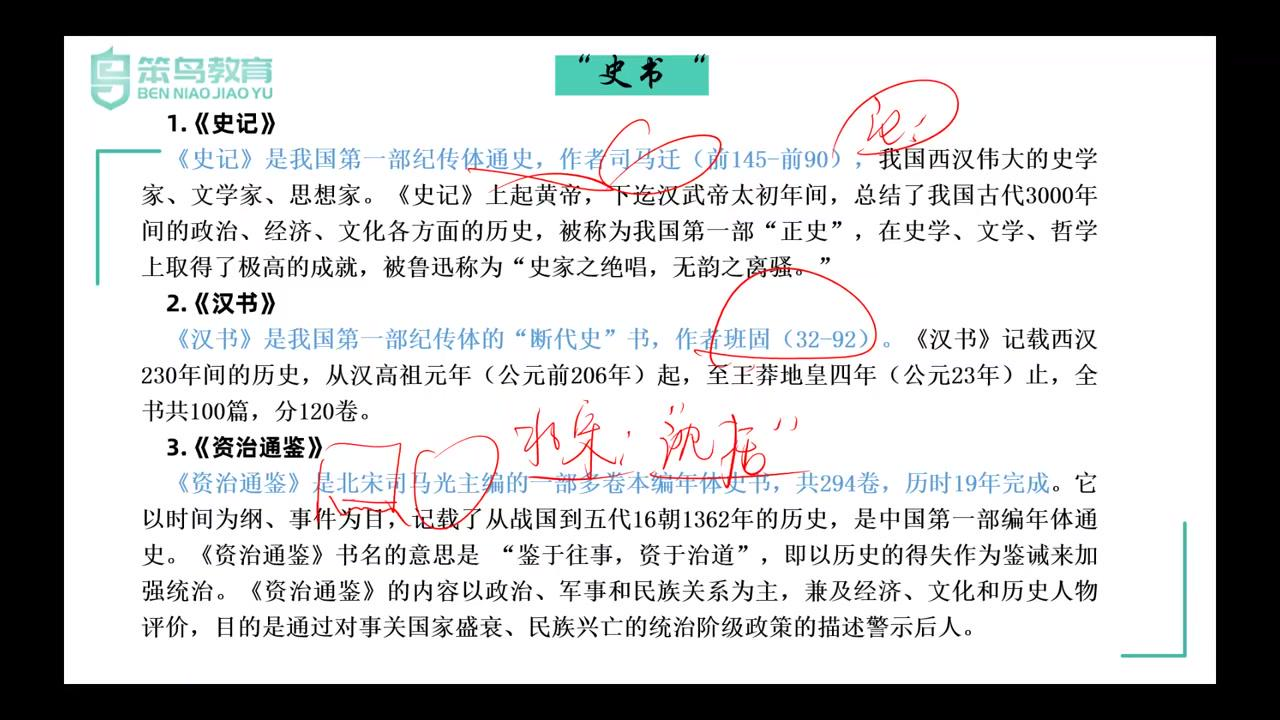 笨鸟教育
BEN NIAO JIAO YU
“史书“
1.《史记》
《史记》是我国第一部纪传体通史，作者司马迁（前145-前90），我国西汉伟大的史学
家、文学家、思想家。《史记》上起黄帝，下迄汉武帝太初年间，总结了我国古代3000年
间的政治、经济、文化各方面的历史，被称为我国第一部“正史”，在史学、文学、哲学
上取得了极高的成就，被鲁迅称为“史家之绝唱，无韵之离骚。”
2.《汉书》
《汉书》是我国第一部纪传体的“断代史”书，作者班固（32-92）。《汉书》记载西汉
230年间的历史，从汉高祖元年（公元前206年）起，至王莽地皇四年（公元23年）止，全
书共100篇，分120卷。
北宋：“沈括”
3.《资治通鉴》
《资治通鉴》是北宋司马光主编的一部多卷本编年体史书，共294卷，历时19年完成。它
以时间为纲、事件为目，记载了从战国到五代16朝1362年的历史，是中国第一部编年体通
史。《资治通鉴》书名的意思是 “鉴于往事，资于治道”，即以历史的得失作为鉴诫来加
强统治。《资治通鉴》的内容以政治、军事和民族关系为主，兼及经济、文化和历史人物
评价，目的是通过对事关国家盛衰、民族兴亡的统治阶级政策的描述警示后人。